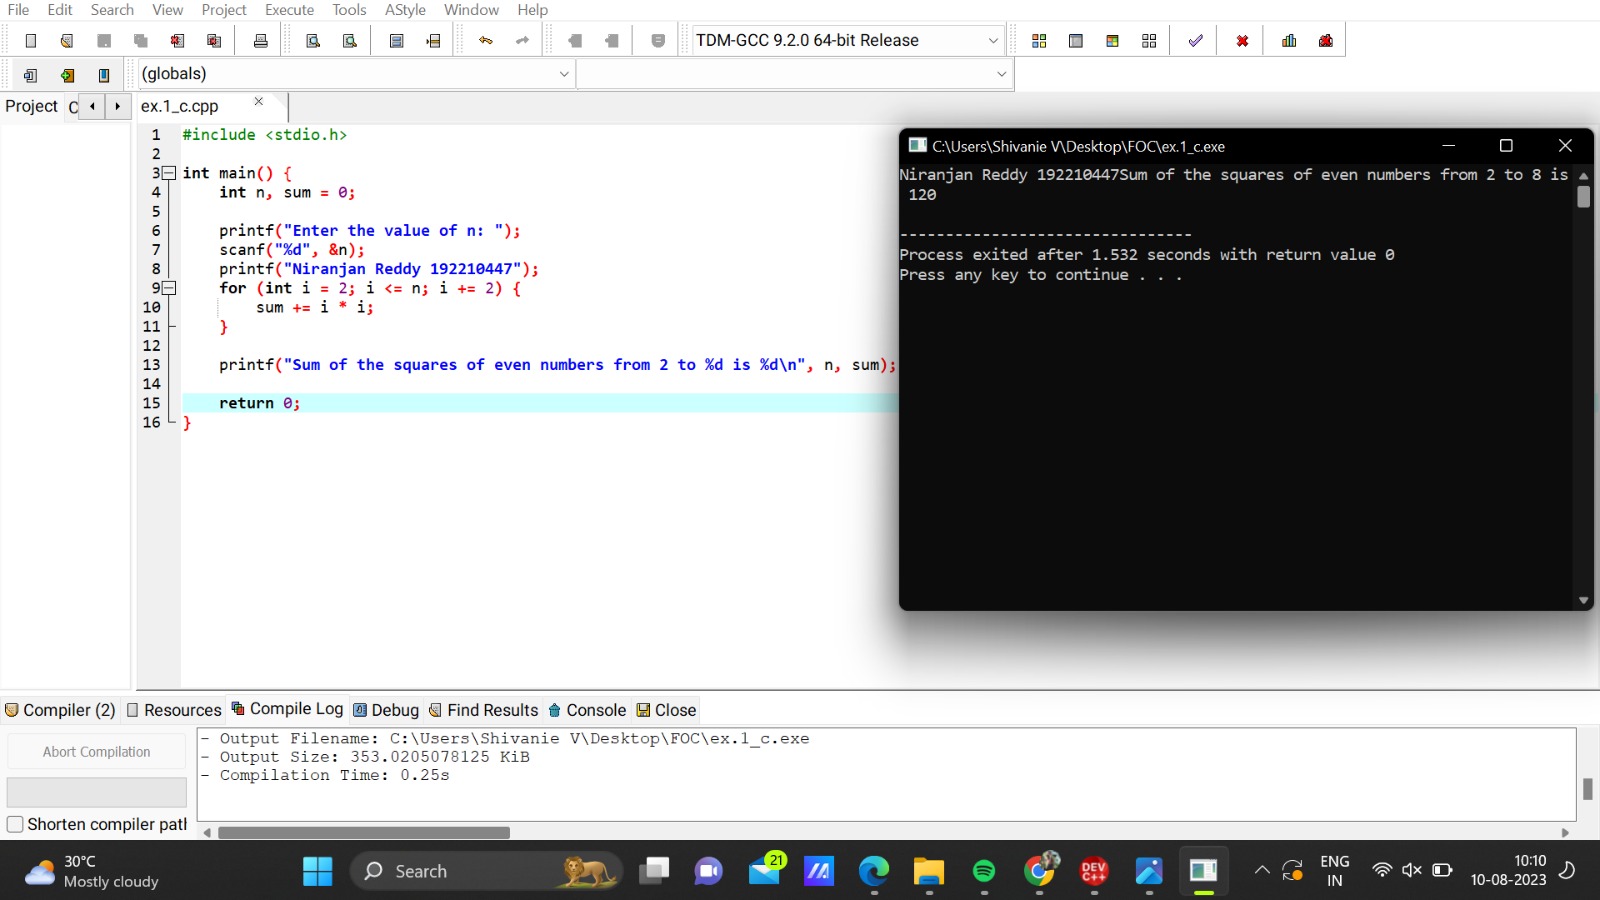 File Edit Search View Project Execute Tools AStyle Window Help
TDM-GCC 9.2.0 64-bit Release
(globals)
Project C ex.1_c.cpp
1 #include <stdio.h>
2
3 int main() {
4 int n, sum = 0;
5
6 printf("Enter the value of n: ");
7 scanf("%d", &n);
8 printf("Niranjan Reddy 192210447");
9 for (int i = 2; i <= n; i += 2) {
10 sum += i * i;
11 }
12
13 printf("Sum of the squares of even numbers from 2 to %d is %d\n", n, sum);
14
15 return 0;
16 }
C:\Users\Shivanie V\Desktop\FOC\ex.1_c.exe
Niranjan Reddy 192210447Sum of the squares of even numbers from 2 to 8 is
120
--------------------------------
Process exited after 1.532 seconds with return value 0
Press any key to continue . . .
Compiler (2) Resources Compile Log Debug Find Results Console Close
Abort Compilation
Shorten compiler path
- Output Filename: C:\Users\Shivanie V\Desktop\FOC\ex.1_c.exe
- Output Size: 353.0205078125 KiB
- Compilation Time: 0.25s
30°C
Mostly cloudy
Search
21
DEV
C++
ENG
IN
10:10
10-08-2023